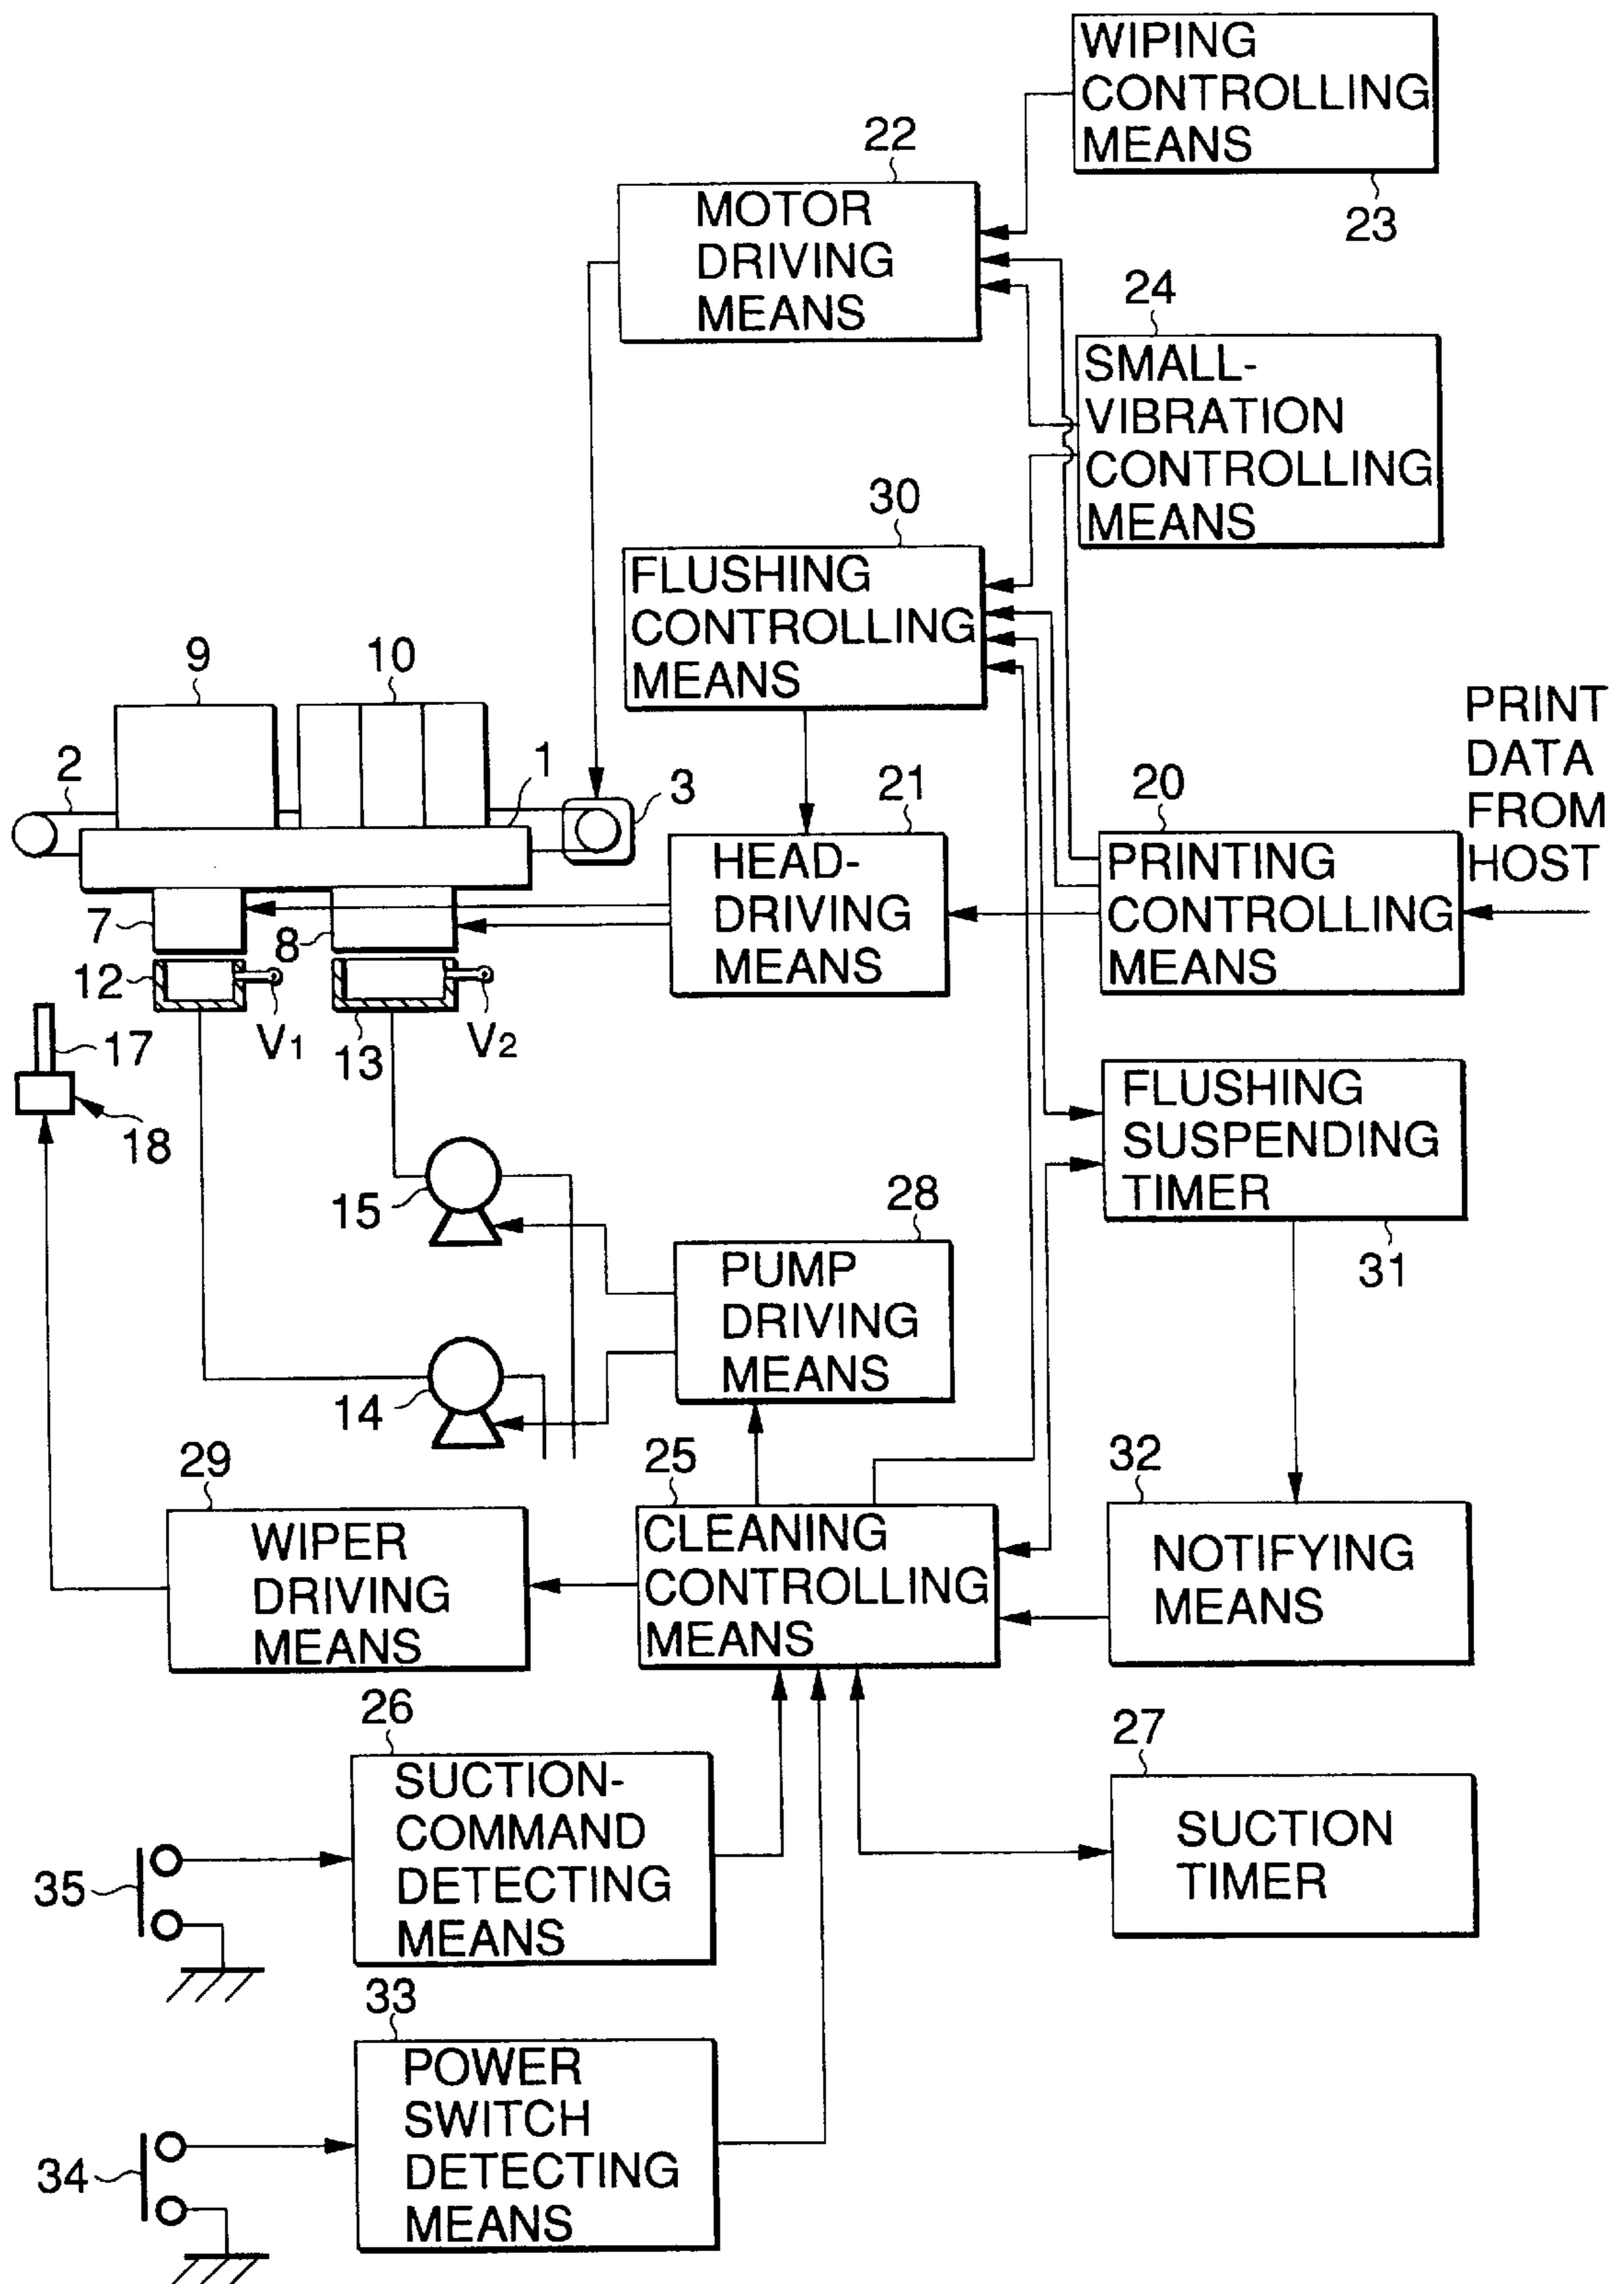 WIPING
CONTROLLING
MEANS
23
22
MOTOR
DRIVING
MEANS
24
SMALL-
VIBRATION
CONTROLLING
MEANS
30
FLUSHING
CONTROLLING
MEANS
9
10
2
1
3
21
HEAD-
DRIVING
MEANS
20
PRINTING
CONTROLLING
MEANS
PRINT
DATA
FROM
HOST
7
8
12
V1
13
V2
17
18
FLUSHING
SUSPENDING
TIMER
31
15
28
PUMP
DRIVING
MEANS
14
29
WIPER
DRIVING
MEANS
25
CLEANING
CONTROLLING
MEANS
32
NOTIFYING
MEANS
26
SUCTION-
COMMAND
DETECTING
MEANS
27
SUCTION
TIMER
35
33
POWER
SWITCH
DETECTING
MEANS
34